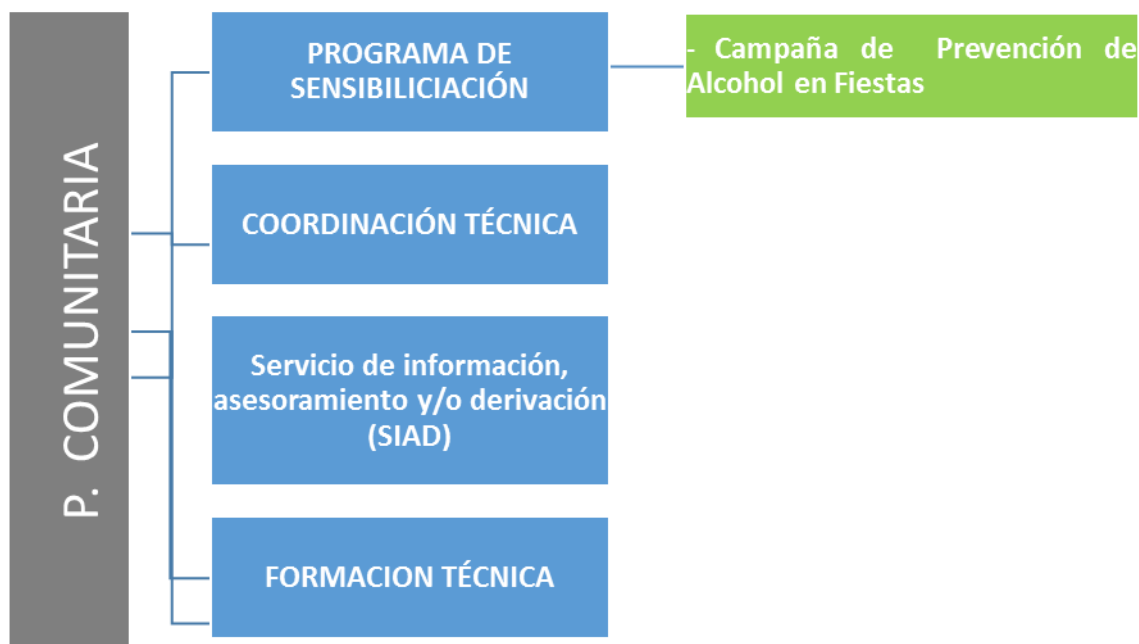 P. COMUNITARIA
PROGRAMA DE
SENSIBILICIACIÓN
- Campaña de Prevención de
Alcohol en Fiestas
COORDINACIÓN TÉCNICA
Servicio de información,
asesoramiento y/o derivación
(SIAD)
FORMACION TÉCNICA